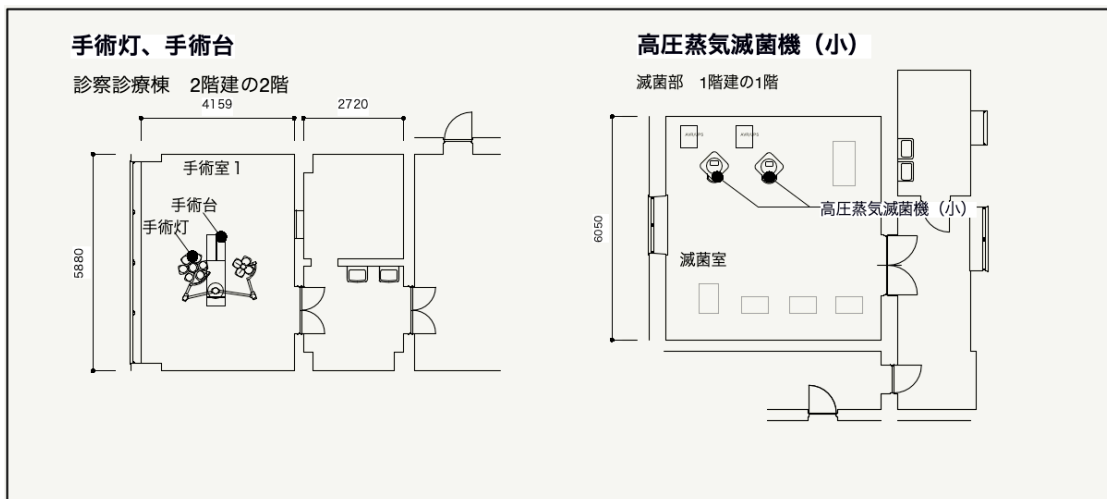 手術灯、手術台
診察診療棟 2階建の2階
4159
2720
手術室1
手術台
手術灯
5880
高圧蒸気滅菌機（小）
滅菌部 1階建の1階
高圧蒸気滅菌機（小）
6050
滅菌室